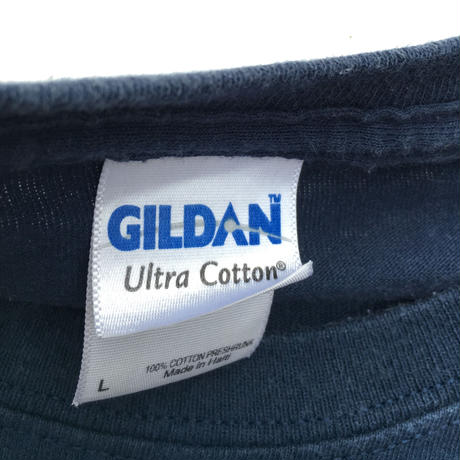 GILDAN™
Ultra Cotton®
100% COTTON PRESHRUNK
Made in Haiti
L